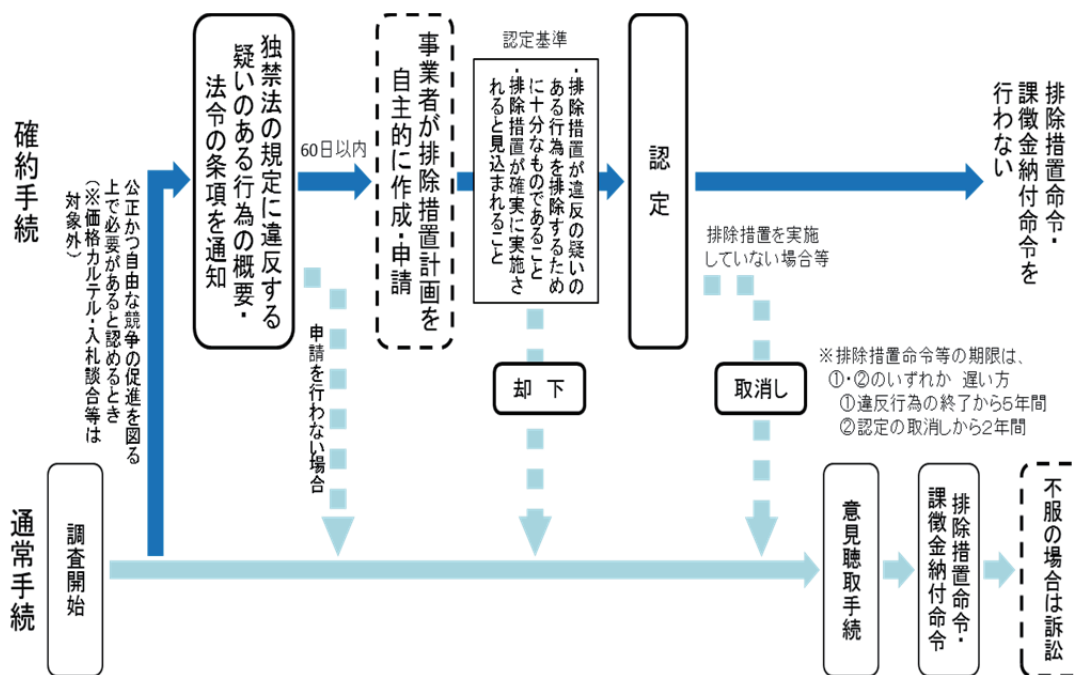 確約手続
公正かつ自由な競争の促進を図る
上で必要があると認めるとき
(※価格カルテル・入札談合等は
対象外)
独禁法の規定に違反する
疑いのある行為の概要・
法令の条項を通知
60日以内
事業者が排除措置計画を
自主的に作成・申請
認定基準
・排除措置が違反の疑いの
ある行為を排除するため
に十分なものであること
・排除措置が確実に実施さ
れると見込まれること
認定
排除措置命令・
課徴金納付命令を
行わない
排除措置を実施
していない場合等
申請を行わない場合
却下
取消し
※排除措置命令等の期限は、
①・②のいずれか 遅い方
①違反行為の終了から5年間
②認定の取消しから2年間
通常手続
調査開始
意見聴取手続
排除措置命令・
課徴金納付命令
不服の場合は訴訟